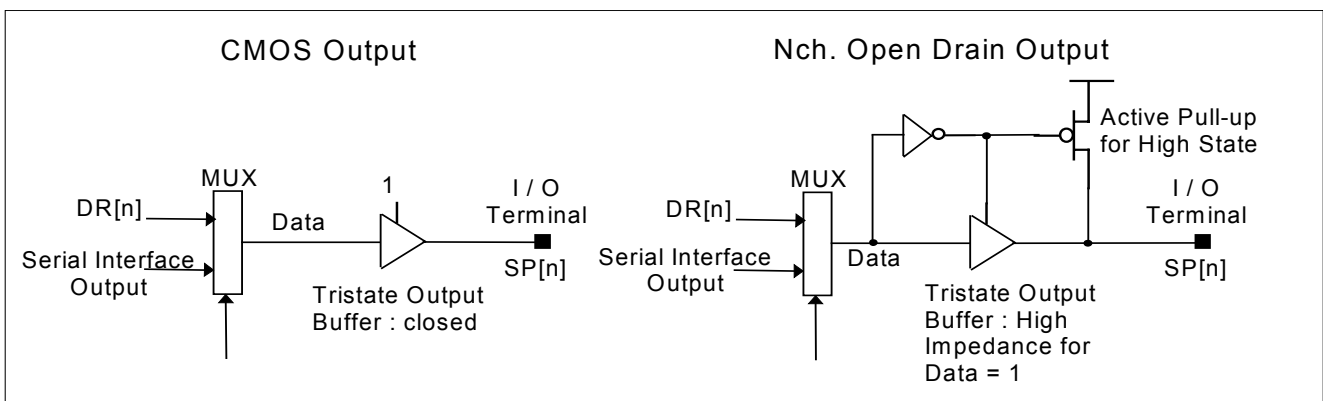 CMOS Output
1
MUX
I / O
Terminal
DR[n]
Data
Serial Interface
Output
SP[n]
Tristate Output
Buffer : closed
Nch. Open Drain Output
Active Pull-up
for High State
MUX
I / O
Terminal
DR[n]
Data
Serial Interface
Output
SP[n]
Tristate Output
Buffer : High
Impedance for
Data = 1